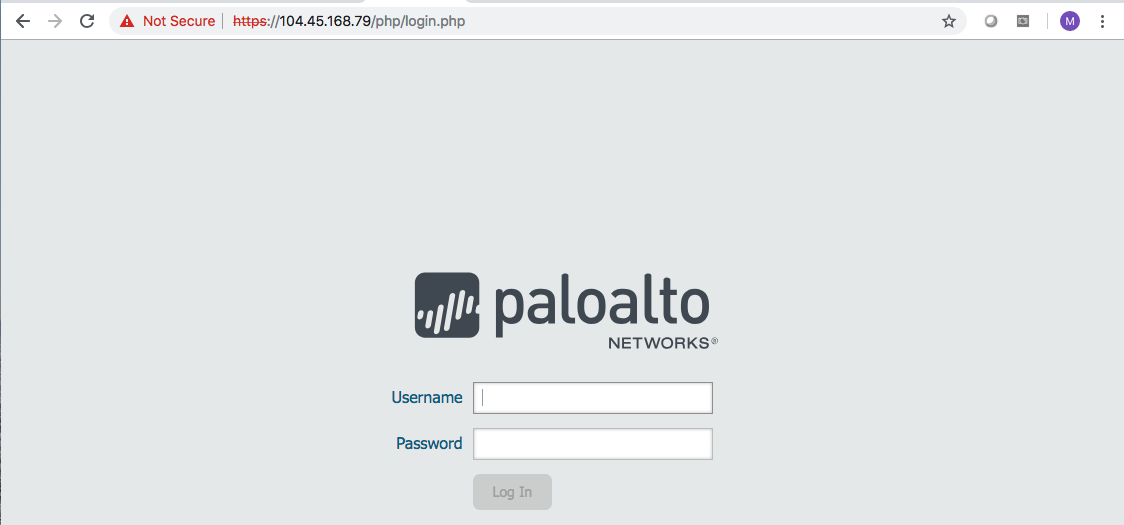 Not Secure https://104.45.168.79/php/login.php
M
paloalto
NETWORKS®
Username
Password
Log In